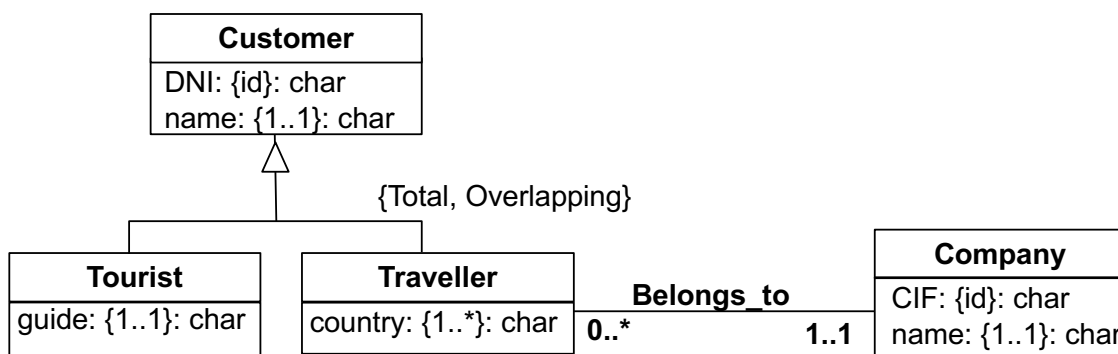 Customer
DNI: {id}: char
name: {1..1}: char
{Total, Overlapping}
Tourist
guide: {1..1}: char
Traveller
country: {1..*}: char
Belongs_to
0..*
1..1
Company
CIF: {id}: char
name: {1..1}: char